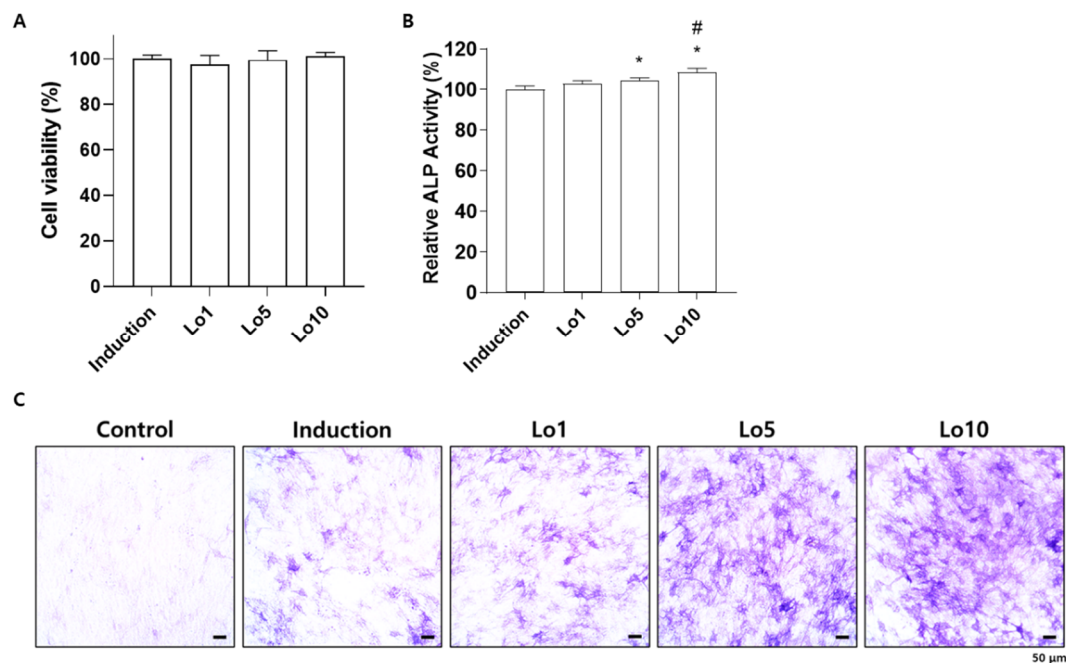 A
Cell viability (%)
100
80
60
40
20
0
Induction
Lo1
Lo5
Lo10
B
Relative ALP Activity (%)
120
100
80
60
40
20
0
*
#
*
Induction
Lo1
Lo5
Lo10
C
Control
Induction
Lo1
Lo5
Lo10
50 μm